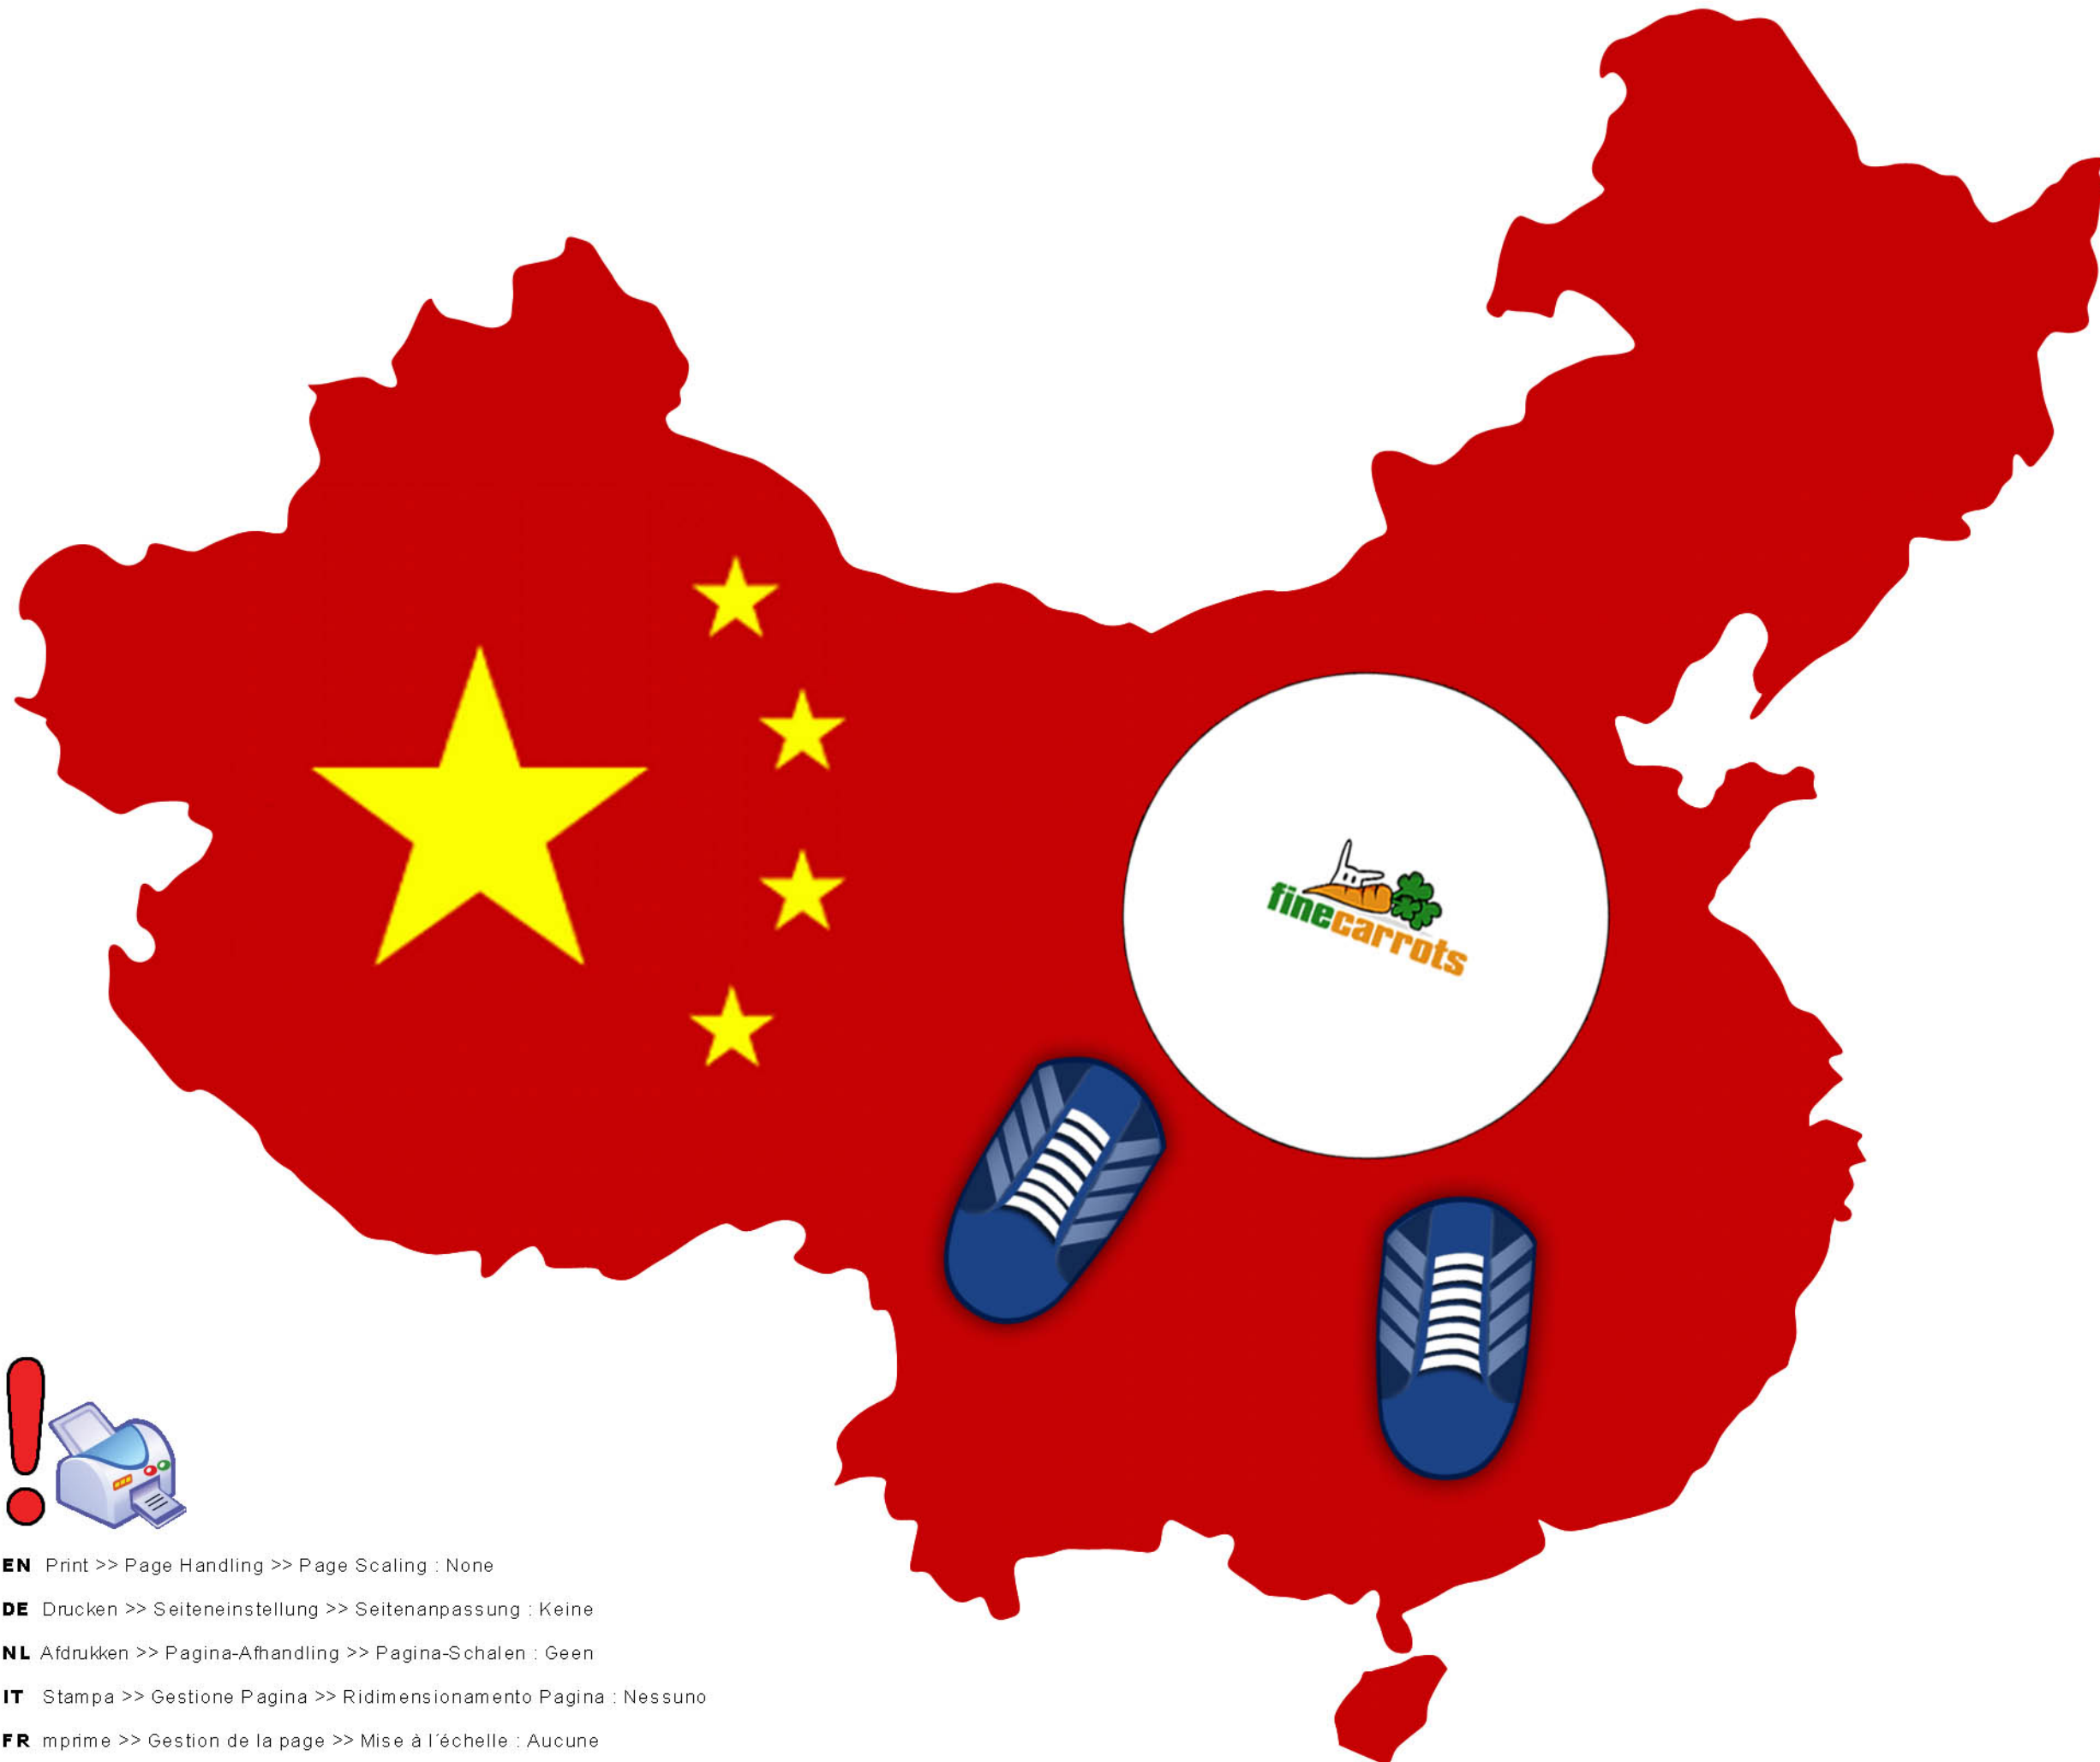 finecarrots
EN Print >> Page Handling >> Page Scaling : None
DE Drucken >> Seiteneinstellung >> Seitenanpassung : Keine
NL Afdrukken >> Pagina-Afhandling >> Pagina-Schalen : Geen
IT Stampa >> Gestione Pagina >> Ridimensionamento Pagina : Nessuno
FR mprime >> Gestion de la page >> Mise à l´échelle : Aucune